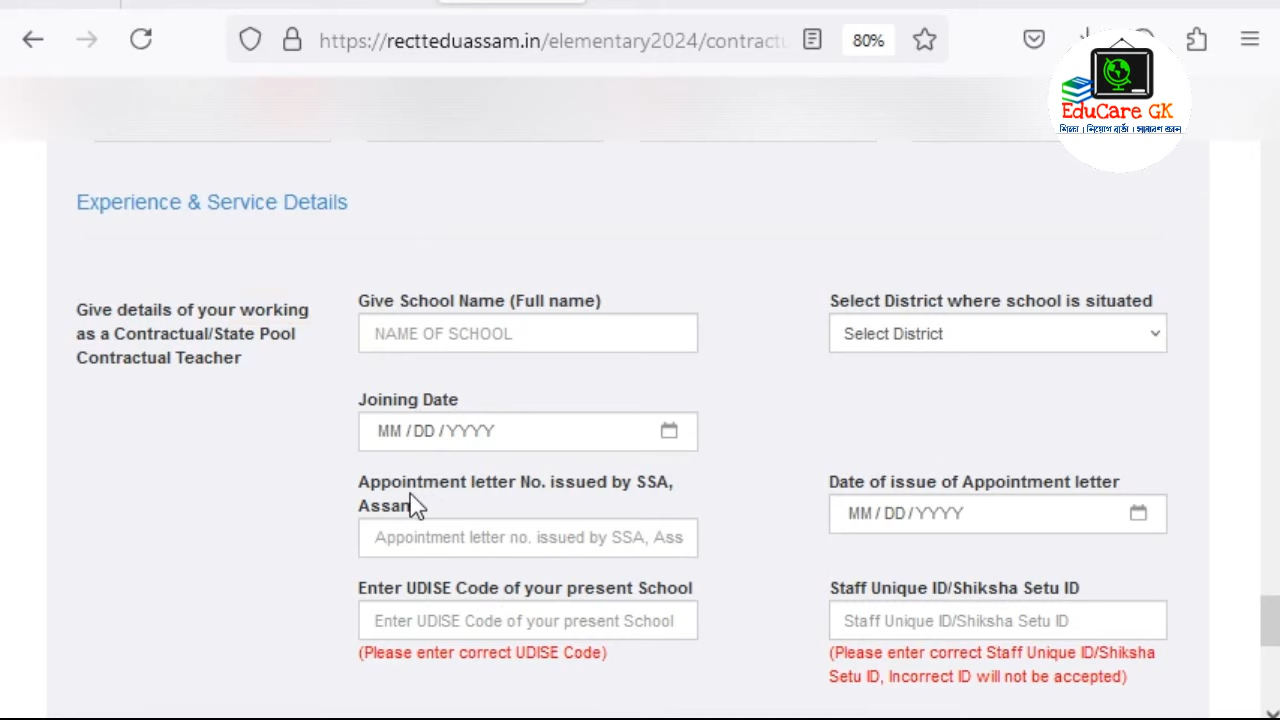 https://rectteduassam.in/elementary2024/contractu
80%
EduCare GK
শিক্ষা । নিয়োগ বাৰ্তা । সাধাৰণ জ্ঞান
Experience & Service Details
Give details of your working
as a Contractual/State Pool
Contractual Teacher
Give School Name (Full name)
NAME OF SCHOOL
Select District where school is situated
Select District
Joining Date
MM / DD / YYYY
Appointment letter No. issued by SSA,
Assam
Appointment letter no. issued by SSA, Ass
Date of issue of Appointment letter
MM / DD / YYYY
Enter UDISE Code of your present School
Enter UDISE Code of your present School
(Please enter correct UDISE Code)
Staff Unique ID/Shiksha Setu ID
Staff Unique ID/Shiksha Setu ID
(Please enter correct Staff Unique ID/Shiksha
Setu ID, Incorrect ID will not be accepted)